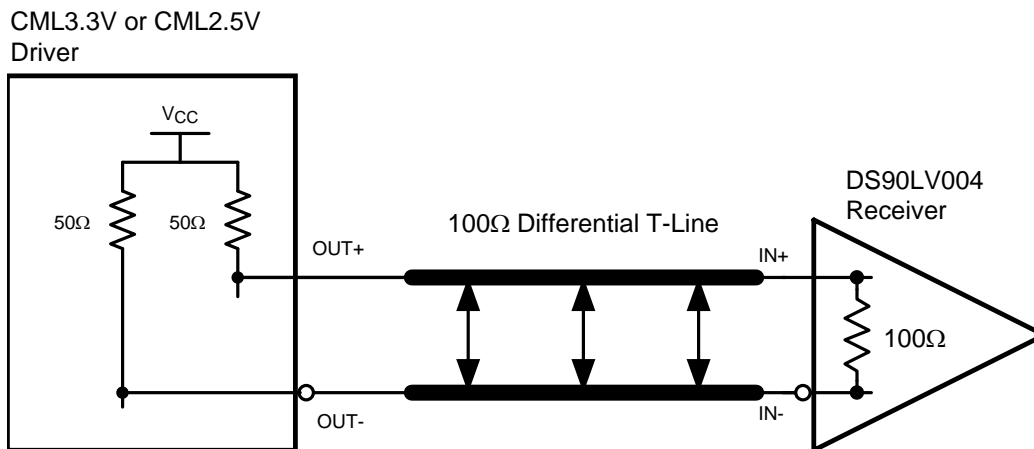 CML3.3V or CML2.5V
Driver
VCC
50Ω
50Ω
OUT+
OUT-
100Ω Differential T-Line
IN+
IN-
DS90LV004
Receiver
100Ω